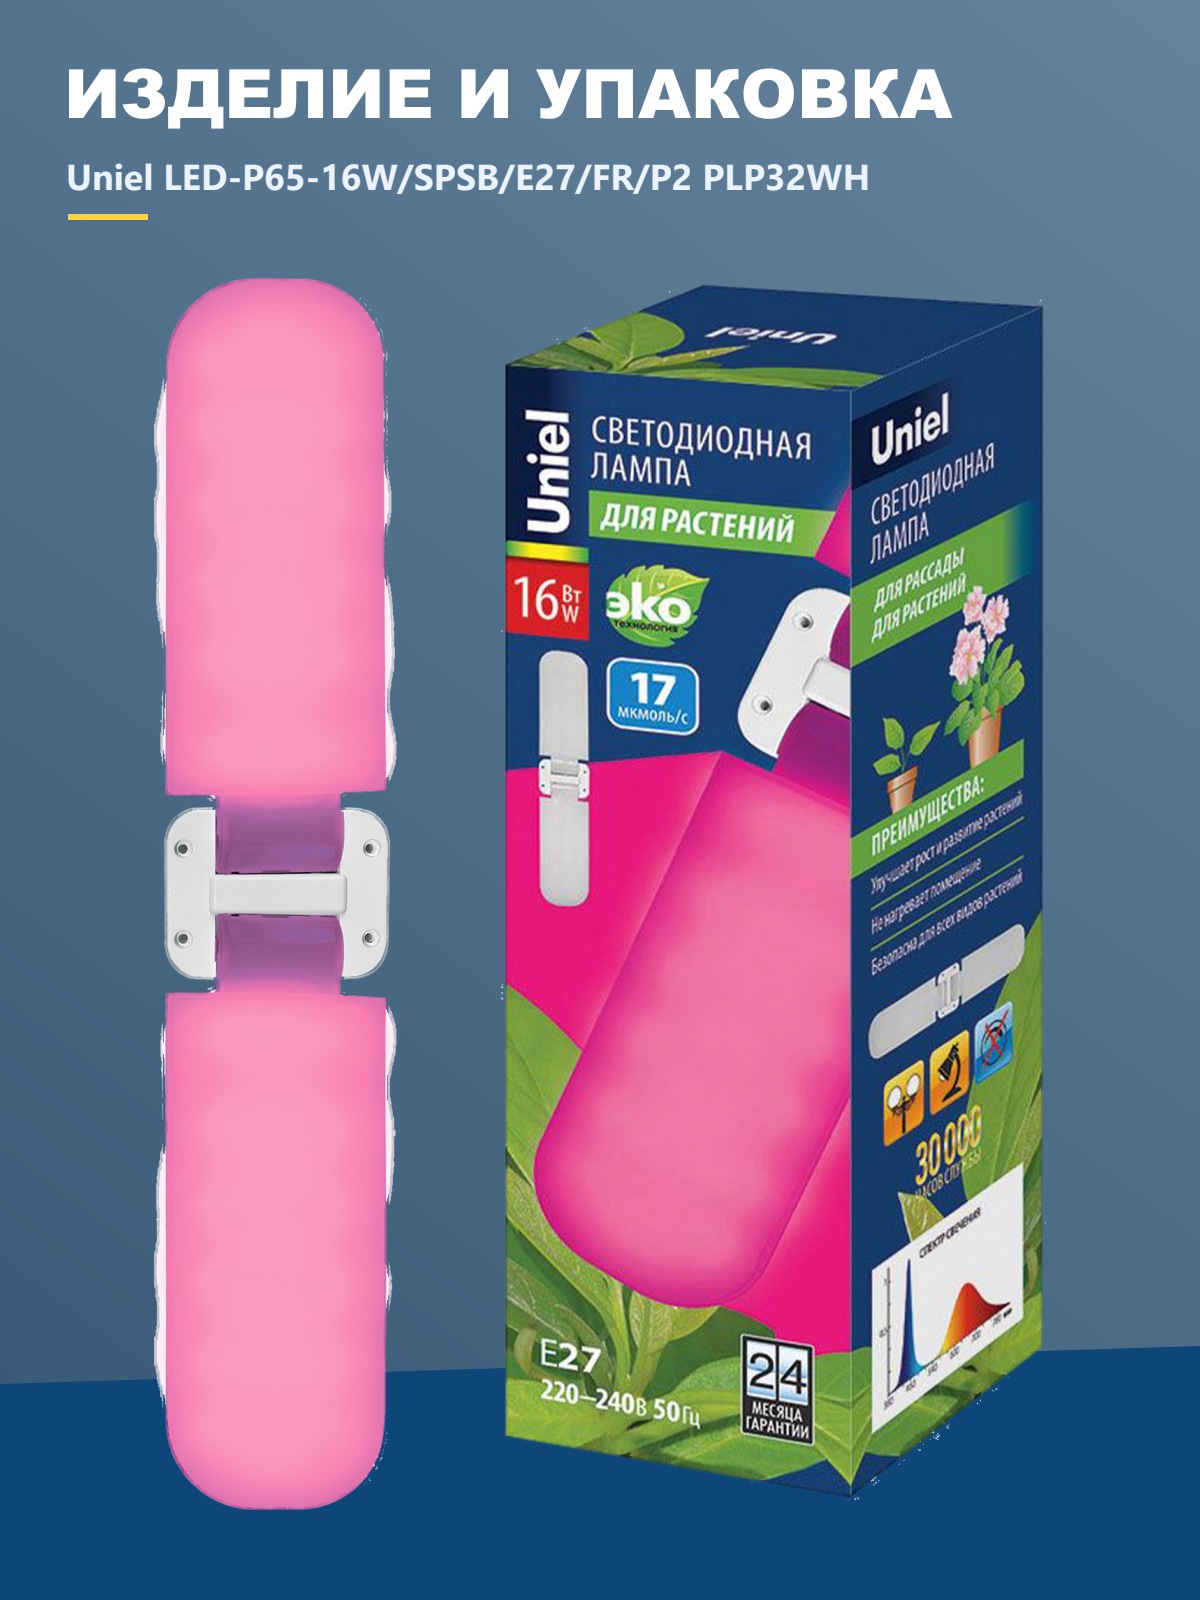 ИЗДЕЛИЕ И УПАКОВКА
Uniel LED-P65-16W/SPSB/E27/FR/P2 PLP32WH
Uniel
Uniel
СВЕТОДИОДНАЯ
ЛАМПА
ДЛЯ РАСТЕНИЙ
16 Вт
W
эко
технология
17
мкмоль/с
E27
220–240В 50Гц
24
МЕСЯЦА
ГАРАНТИИ
Uniel
СВЕТОДИОДНАЯ
ЛАМПА
ДЛЯ РАССАДЫ
ДЛЯ РАСТЕНИЙ
ПРЕИМУЩЕСТВА:
Улучшает рост и развитие растений
Не нагревает помещение
Безопасна для всех видов растений
30 000
ЧАСОВ СЛУЖБЫ
СПЕКТР СВЕЧЕНИЯ